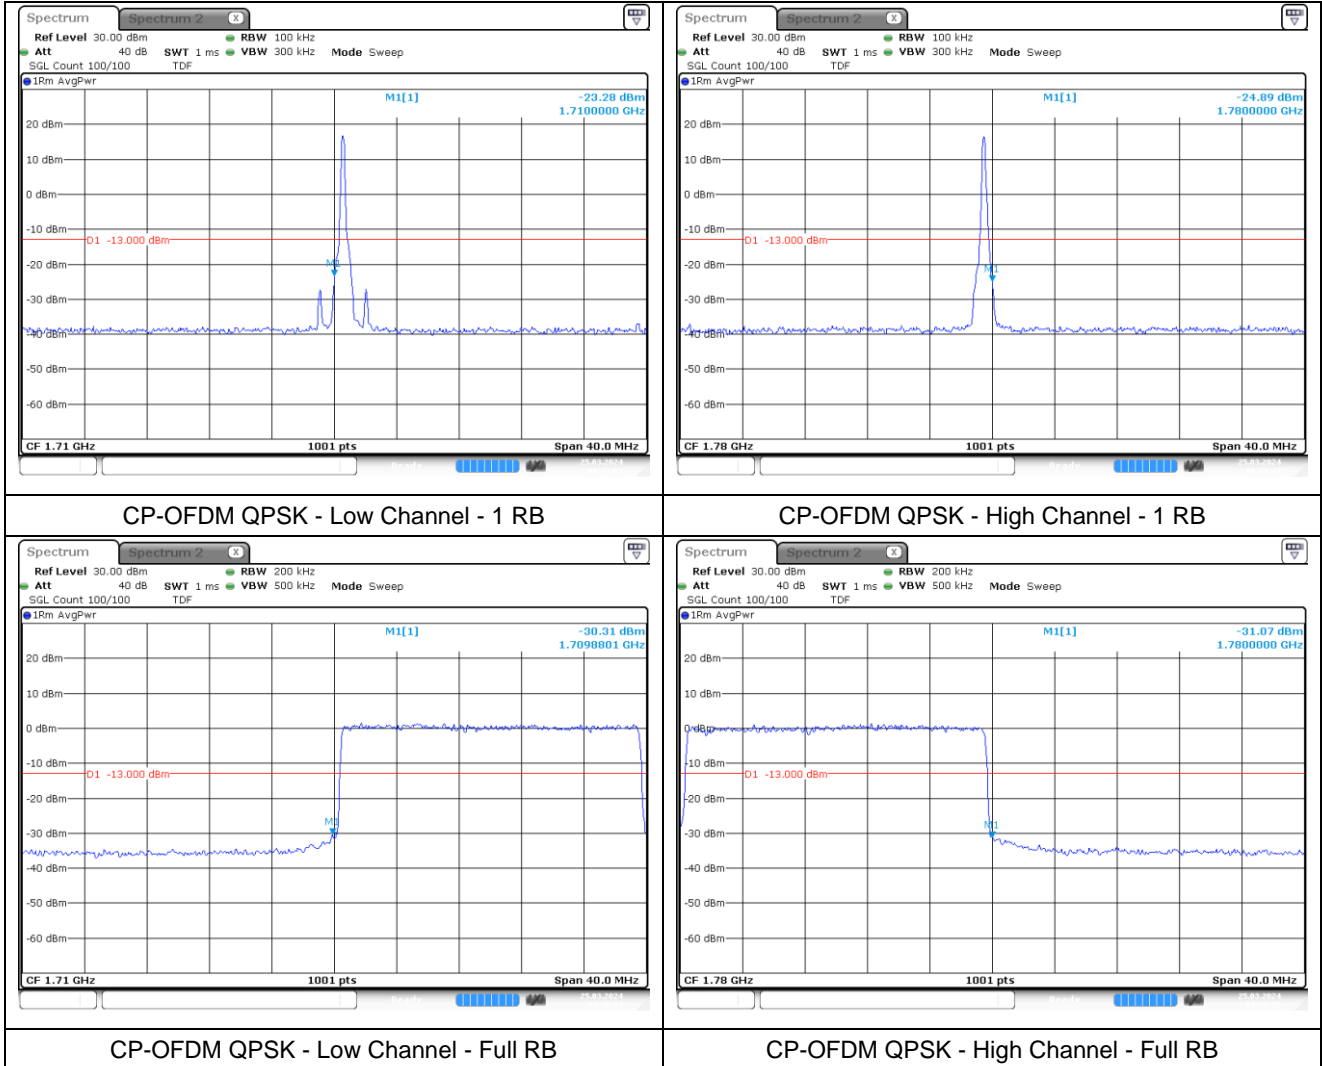 Spectrum Spectrum 2 X
Ref Level 30.00 dBm RBW 100 kHz
Att 40 dB SWT 1 ms VBW 300 kHz Mode Sweep
SGL Count 100/100 TDF
1Rm AvgPwr
M1[1] -23.28 dBm
1.7100000 GHz
20 dBm
10 dBm
0 dBm
-10 dBm
D1 -13.000 dBm
-20 dBm
M1
-30 dBm
-40 dBm
-50 dBm
-60 dBm
CF 1.71 GHz 1001 pts Span 40.0 MHz
Ready 25.03.2024
CP-OFDM QPSK - Low Channel - 1 RB
Spectrum Spectrum 2 X
Ref Level 30.00 dBm RBW 100 kHz
Att 40 dB SWT 1 ms VBW 300 kHz Mode Sweep
SGL Count 100/100 TDF
1Rm AvgPwr
M1[1] -24.89 dBm
1.7800000 GHz
20 dBm
10 dBm
0 dBm
-10 dBm
D1 -13.000 dBm
-20 dBm
M1
-30 dBm
-40 dBm
-50 dBm
-60 dBm
CF 1.78 GHz 1001 pts Span 40.0 MHz
Ready 25.03.2024
CP-OFDM QPSK - High Channel - 1 RB
Spectrum Spectrum 2 X
Ref Level 30.00 dBm RBW 200 kHz
Att 40 dB SWT 1 ms VBW 500 kHz Mode Sweep
SGL Count 100/100 TDF
1Rm AvgPwr
M1[1] -30.31 dBm
1.7098801 GHz
20 dBm
10 dBm
0 dBm
-10 dBm
D1 -13.000 dBm
-20 dBm
M1
-30 dBm
-40 dBm
-50 dBm
-60 dBm
CF 1.71 GHz 1001 pts Span 40.0 MHz
Ready 25.03.2024
CP-OFDM QPSK - Low Channel - Full RB
Spectrum Spectrum 2 X
Ref Level 30.00 dBm RBW 200 kHz
Att 40 dB SWT 1 ms VBW 500 kHz Mode Sweep
SGL Count 100/100 TDF
1Rm AvgPwr
M1[1] -31.07 dBm
1.7800000 GHz
20 dBm
10 dBm
0 dBm
-10 dBm
D1 -13.000 dBm
-20 dBm
M1
-30 dBm
-40 dBm
-50 dBm
-60 dBm
CF 1.78 GHz 1001 pts Span 40.0 MHz
Ready 25.03.2024
CP-OFDM QPSK - High Channel - Full RB